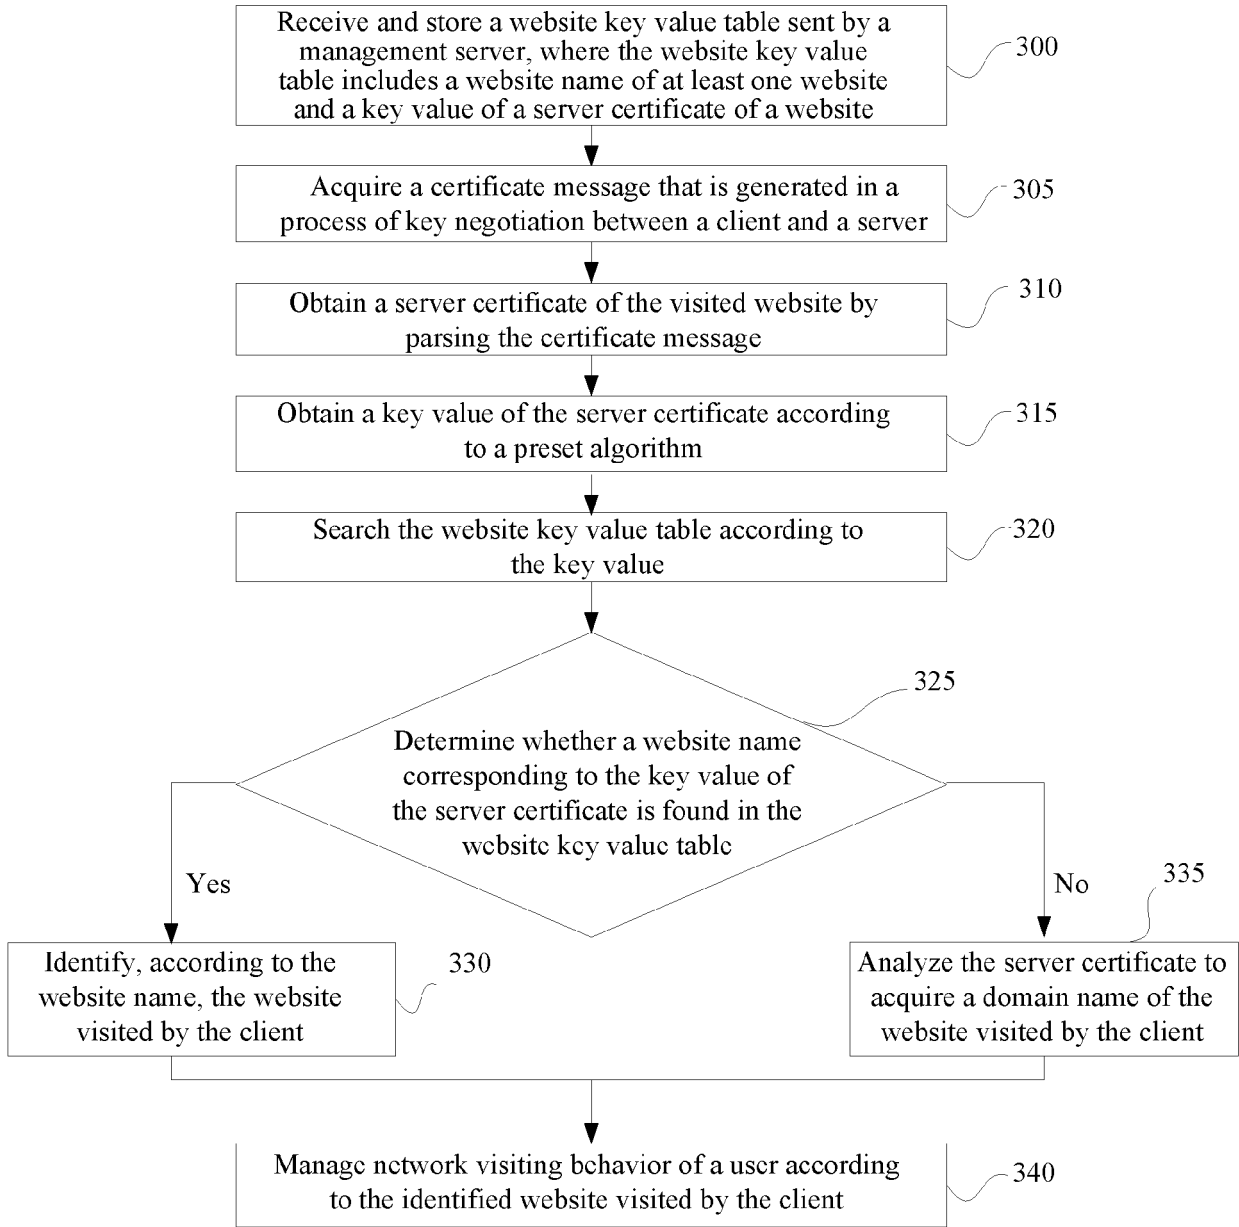 Receive and store a website key value table sent by a
management server, where the website key value
table includes a website name of at least one website
and a key value of a server certificate of a website
300
Acquire a certificate message that is generated in a
process of key negotiation between a client and a server
305
Obtain a server certificate of the visited website by
parsing the certificate message
310
Obtain a key value of the server certificate according
to a preset algorithm
315
Search the website key value table according to
the key value
320
325
Determine whether a website name
corresponding to the key value of
the server certificate is found in the
website key value table
Yes
No
335
Identify, according to the
website name, the website
visited by the client
330
Analyze the server certificate to
acquire a domain name of the
website visited by the client
Manage network visiting behavior of a user according
to the identified website visited by the client
340